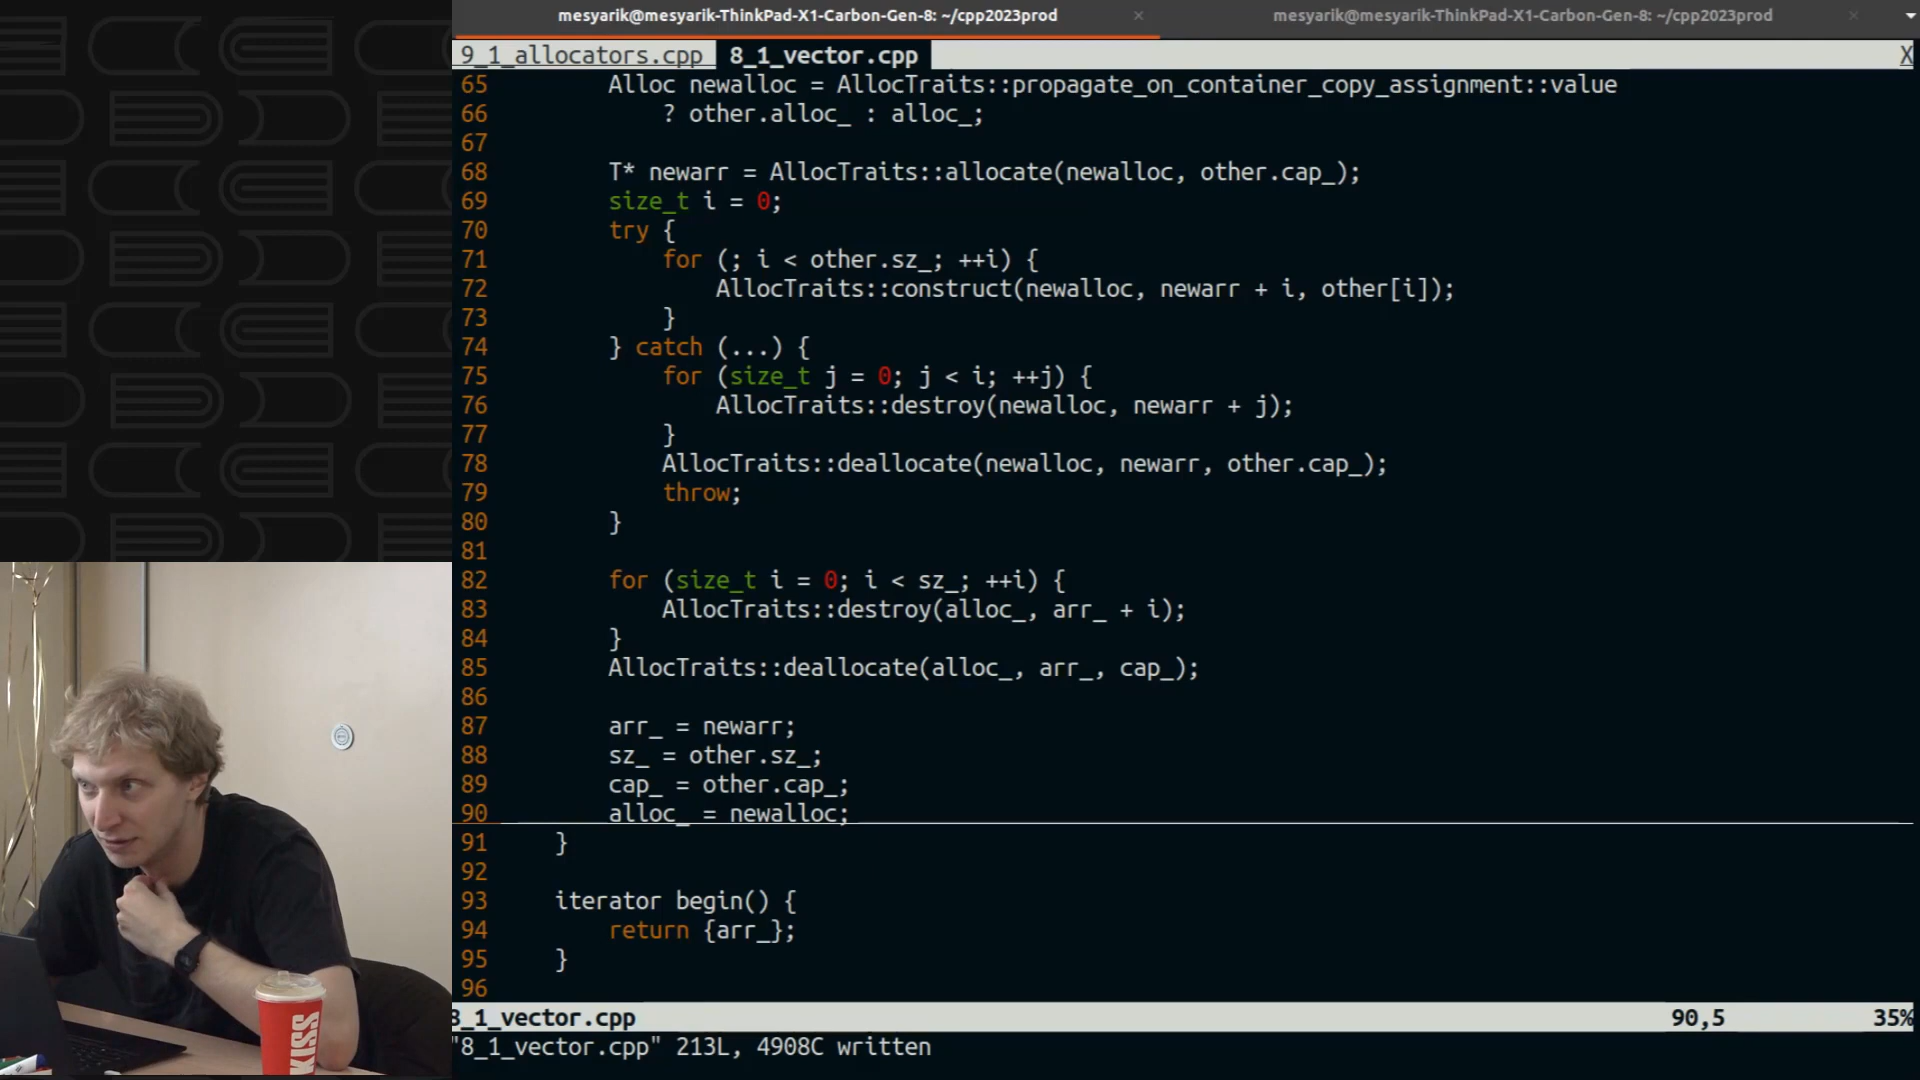 mesyarik@mesyarik-ThinkPad-X1-Carbon-Gen-8: ~/cpp2023prod × mesyarik@mesyarik-ThinkPad-X1-Carbon-Gen-8: ~/cpp2023prod ×
9_1_allocators.cpp 8_1_vector.cpp X
65 Alloc newalloc = AllocTraits::propagate_on_container_copy_assignment::value
66 ? other.alloc_ : alloc_;
67
68 T* newarr = AllocTraits::allocate(newalloc, other.cap_);
69 size_t i = 0;
70 try {
71 for (; i < other.sz_; ++i) {
72 AllocTraits::construct(newalloc, newarr + i, other[i]);
73 }
74 } catch (...) {
75 for (size_t j = 0; j < i; ++j) {
76 AllocTraits::destroy(newalloc, newarr + j);
77 }
78 AllocTraits::deallocate(newalloc, newarr, other.cap_);
79 throw;
80 }
81
82 for (size_t i = 0; i < sz_; ++i) {
83 AllocTraits::destroy(alloc_, arr_ + i);
84 }
85 AllocTraits::deallocate(alloc_, arr_, cap_);
86
87 arr_ = newarr;
88 sz_ = other.sz_;
89 cap_ = other.cap_;
90 alloc_ = newalloc;
91 }
92
93 iterator begin() {
94 return {arr_};
95 }
96
8_1_vector.cpp 90,5 35%
"8_1_vector.cpp" 213L, 4908C written
KISS